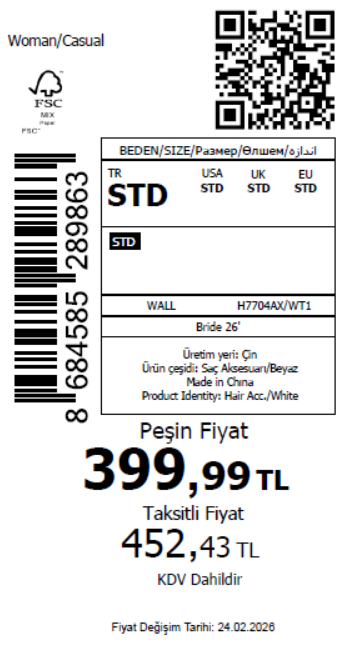 Woman/Casual
FSC
MIX
Paper
FSC™
8 684585 289863
BEDEN/SIZE/Размер/Өлшем/اندازه
TR USA UK EU
STD STD STD STD
STD
WALL H7704AX/WT1
Bride 26'
Üretim yeri: Çin
Ürün çeşidi: Saç Aksesuarı/Beyaz
Made in China
Product Identity: Hair Acc./White
Peşin Fiyat
399,99 TL
Taksitli Fiyat
452,43 TL
KDV Dahildir
Fiyat Değişim Tarihi: 24.02.2026